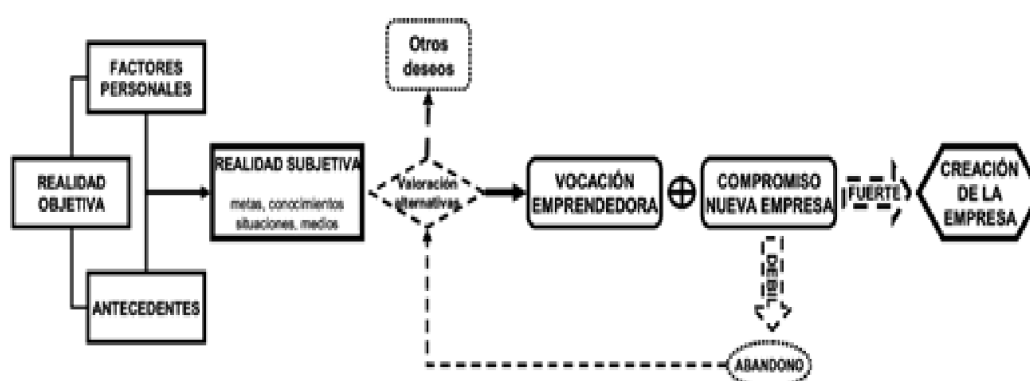 Otros
deseos
FACTORES
PERSONALES
REALIDAD
OBJETIVA
ANTECEDENTES
REALIDAD SUBJETIVA
metas, conocimientos
situaciones, medios
Valoración
alternativas
VOCACIÓN
EMPRENDEDORA
COMPROMISO
NUEVA EMPRESA
FUERTE
CREACIÓN
DE LA
EMPRESA
DEBIL
ABANDONO